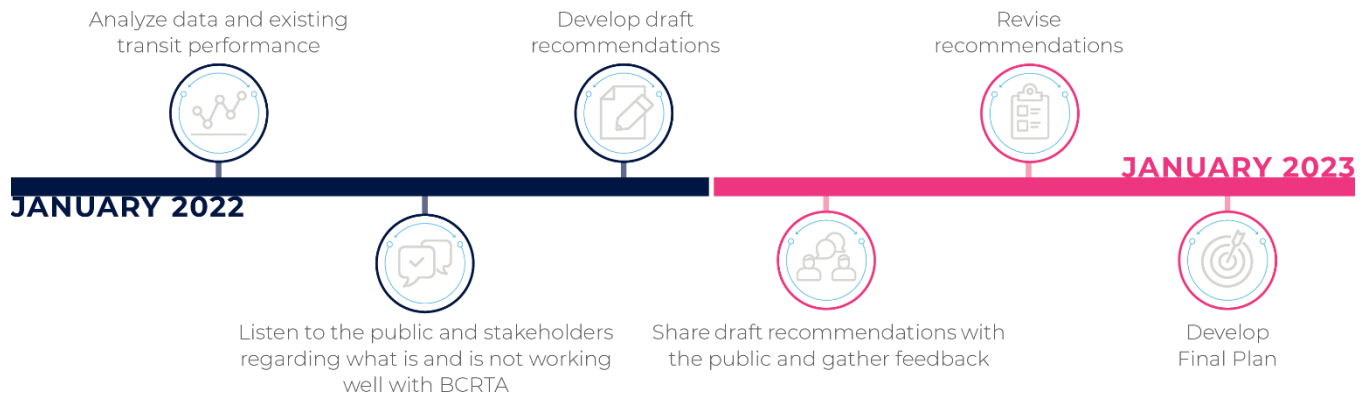 Analyze data and existing
transit performance
Develop draft
recommendations
Revise
recommendations
JANUARY 2023
JANUARY 2022
Listen to the public and stakeholders
regarding what is and is not working
well with BCRTA
Share draft recommendations with
the public and gather feedback
Develop
Final Plan